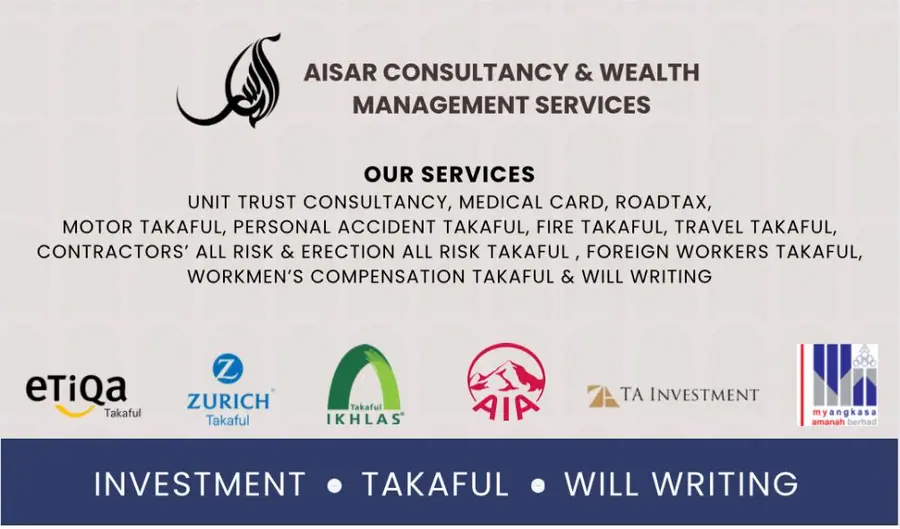 AISAR CONSULTANCY & WEALTH
MANAGEMENT SERVICES
OUR SERVICES
UNIT TRUST CONSULTANCY, MEDICAL CARD, ROADTAX,
MOTOR TAKAFUL, PERSONAL ACCIDENT TAKAFUL, FIRE TAKAFUL, TRAVEL TAKAFUL,
CONTRACTORS' ALL RISK & ERECTION ALL RISK TAKAFUL , FOREIGN WORKERS TAKAFUL,
WORKMEN'S COMPENSATION TAKAFUL & WILL WRITING
eTiQa
Takaful
Z
ZURICH®
Takaful
Takaful
IKHLAS®
AIA
TA INVESTMENT
myangkasa
amanah berhad
INVESTMENT ● TAKAFUL ● WILL WRITING